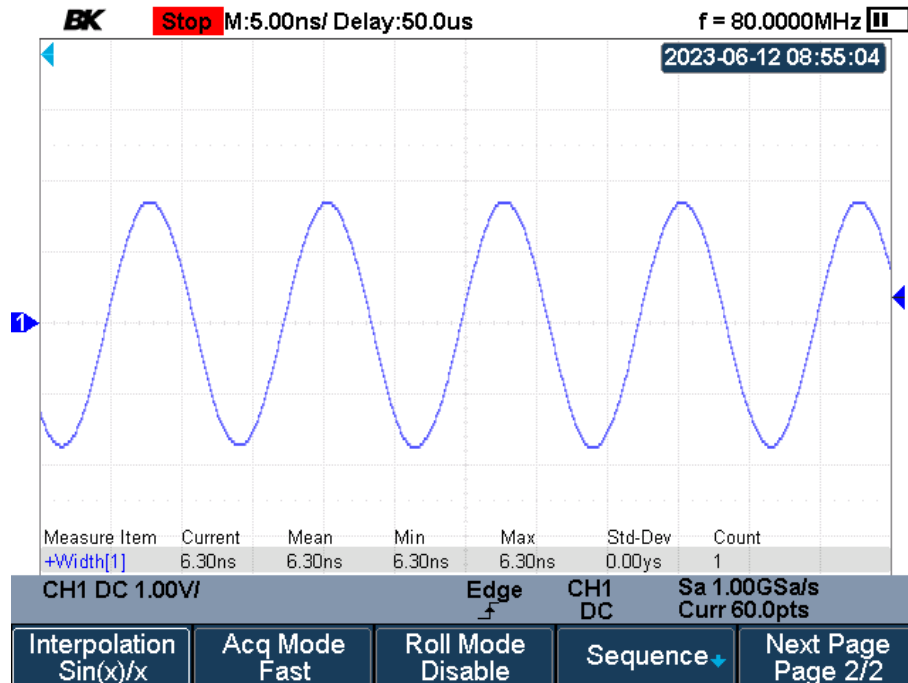 BK Stop M:5.00ns/ Delay:50.0us f = 80.0000MHz
2023-06-12 08:55:04
1
Measure Item Current Mean Min Max Std-Dev Count
+Width[1] 6.30ns 6.30ns 6.30ns 6.30ns 0.00ys 1
CH1 DC 1.00V/ Edge CH1 Sa 1.00GSa/s
DC Curr 60.0pts
Interpolation Acq Mode Roll Mode Sequence Next Page
Sin(x)/x Fast Disable Page 2/2